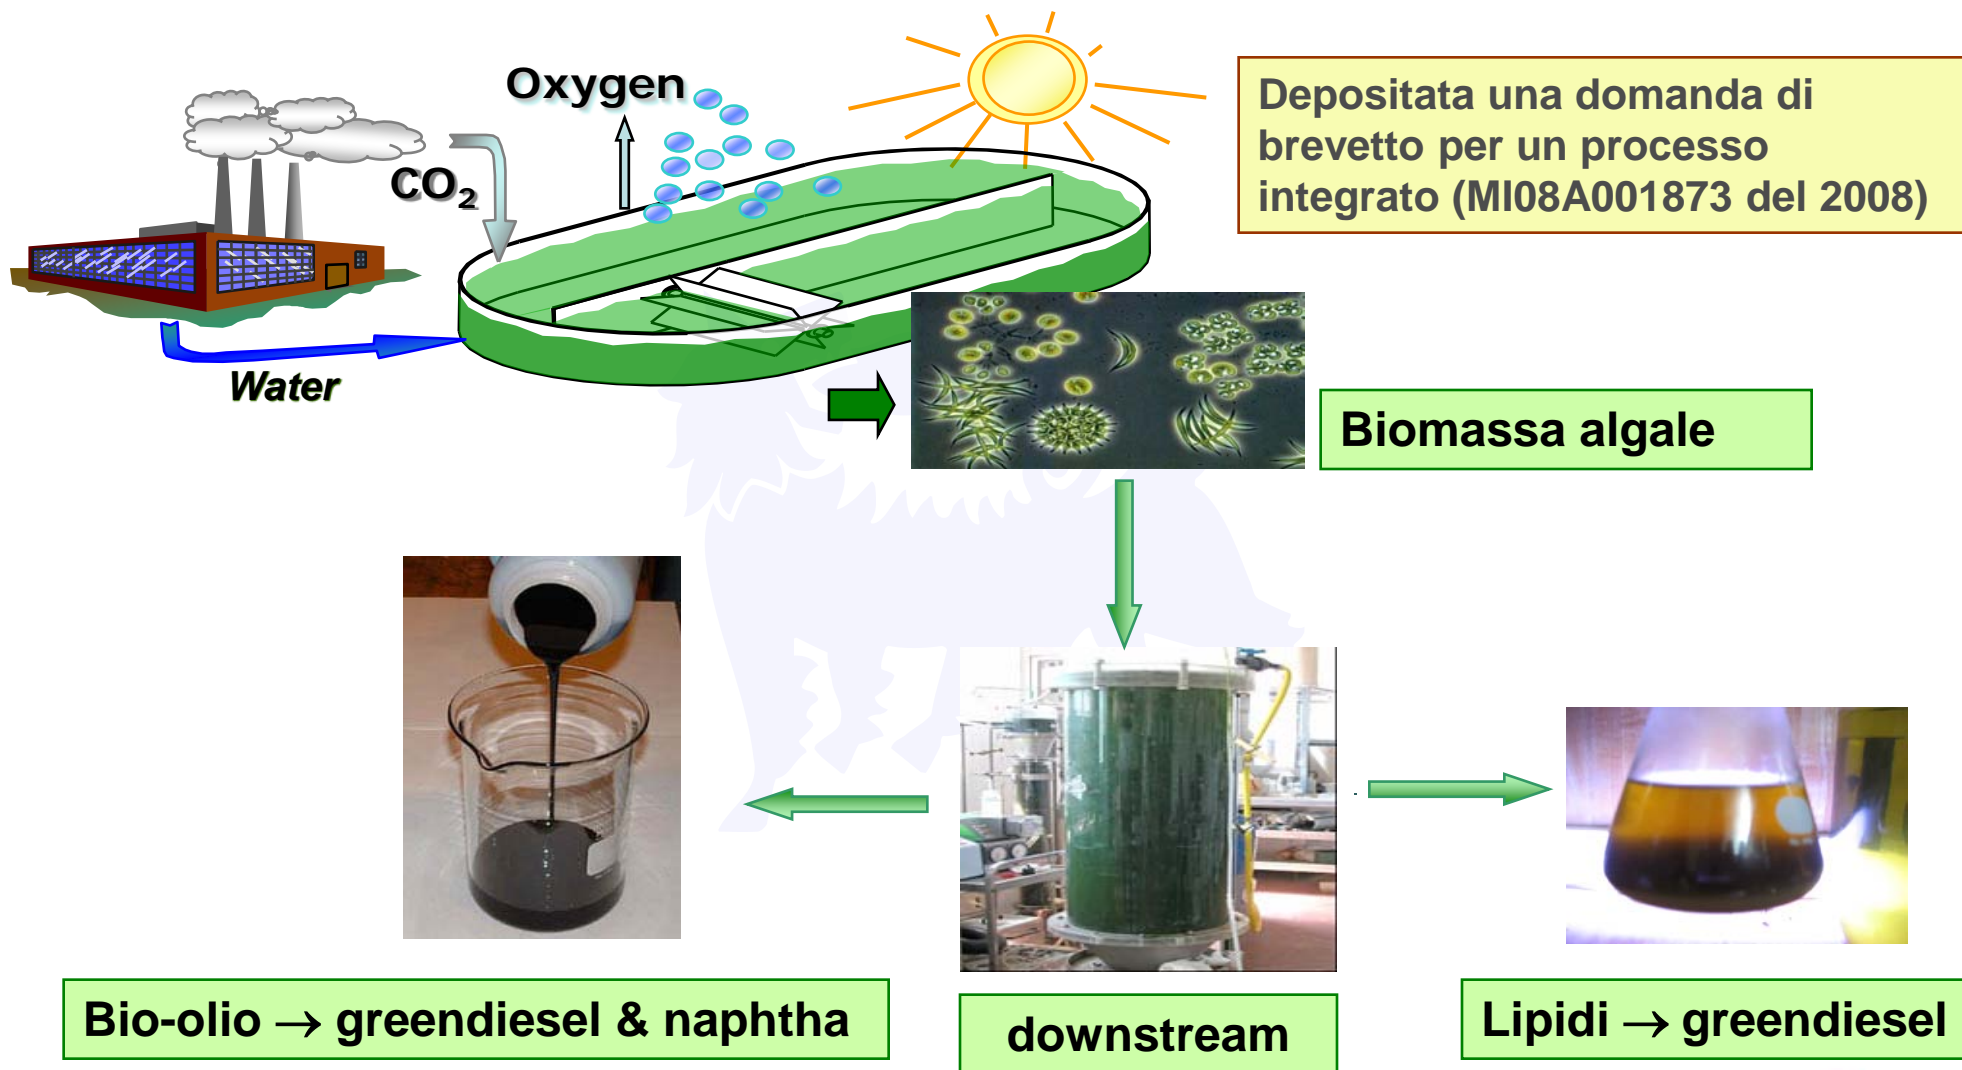 Oxygen
CO₂
Water
Depositata una domanda di
brevetto per un processo
integrato (MI08A001873 del 2008)
Biomassa algale
Bio-olio → greendiesel & naphtha
downstream
Lipidi → greendiesel